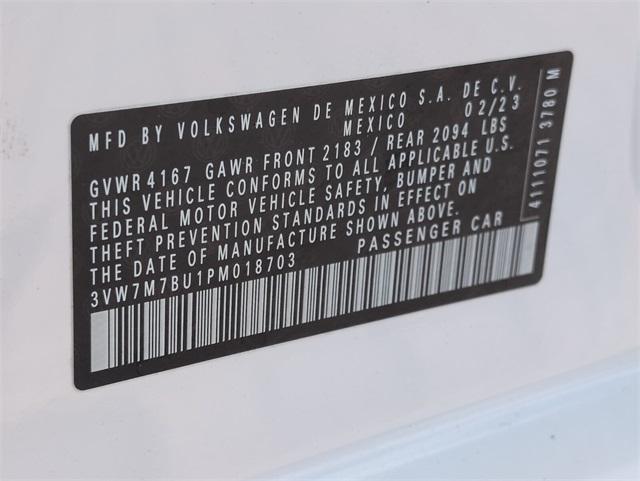 MFD BY VOLKSWAGEN DE MEXICO S.A. DE C.V.
MEXICO 02/23
GVWR 4167 GAWR FRONT 2183 / REAR 2094 LBS
THIS VEHICLE CONFORMS TO ALL APPLICABLE U.S.
FEDERAL MOTOR VEHICLE SAFETY, BUMPER AND
THEFT PREVENTION STANDARDS IN EFFECT ON
THE DATE OF MANUFACTURE SHOWN ABOVE.
3VW7M7BU1PM018703 PASSENGER CAR
4111071 3780 M